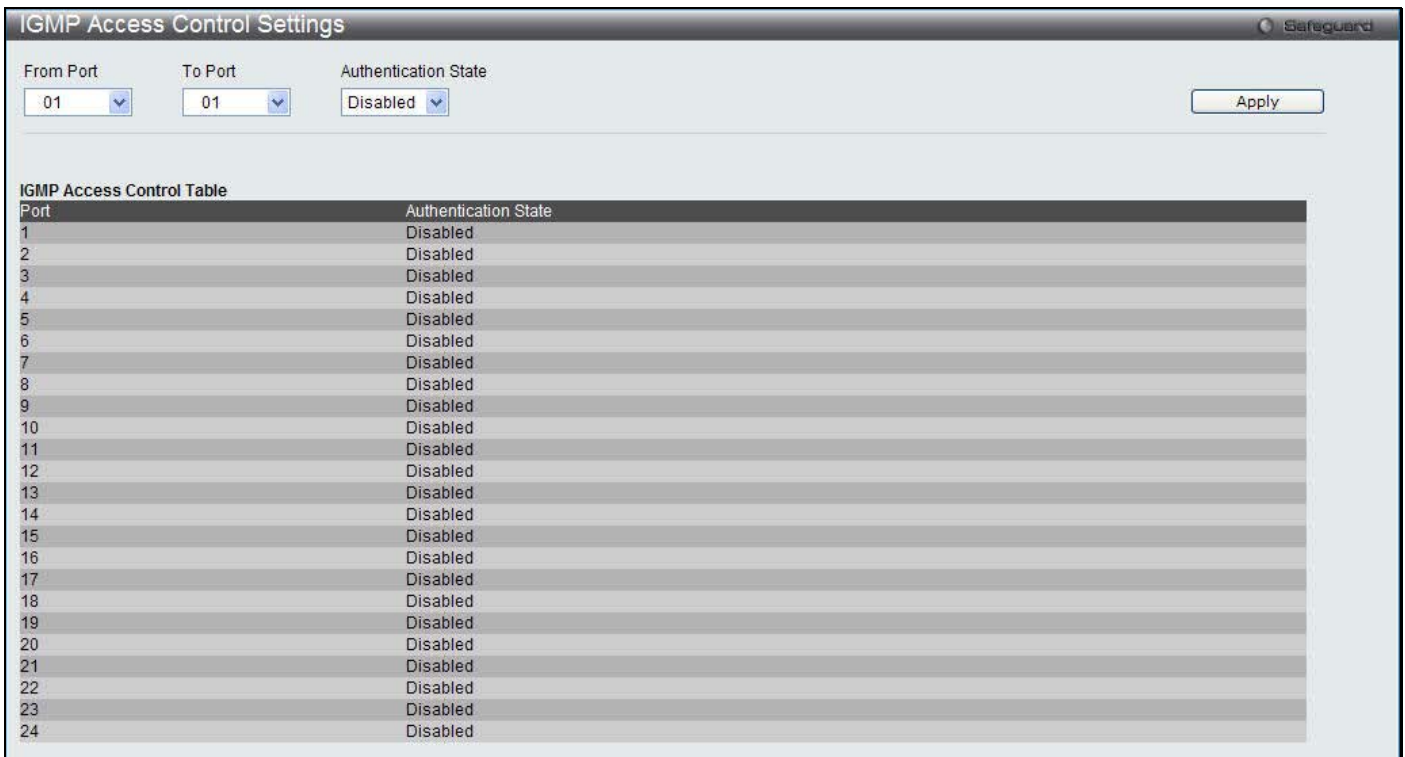 IGMP Access Control Settings
Safeguard
From Port To Port Authentication State
01 01 Disabled Apply
IGMP Access Control Table
Port Authentication State
1 Disabled
2 Disabled
3 Disabled
4 Disabled
5 Disabled
6 Disabled
7 Disabled
8 Disabled
9 Disabled
10 Disabled
11 Disabled
12 Disabled
13 Disabled
14 Disabled
15 Disabled
16 Disabled
17 Disabled
18 Disabled
19 Disabled
20 Disabled
21 Disabled
22 Disabled
23 Disabled
24 Disabled